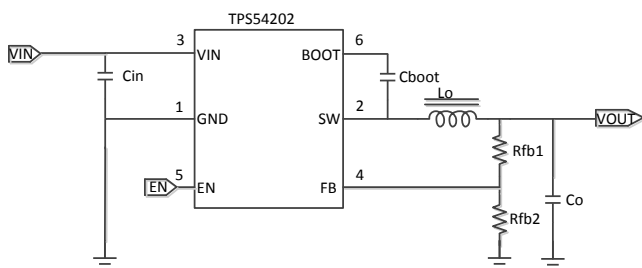 TPS54202
VIN
3
VIN
BOOT
6
Cin
Cboot
Lo
1
GND
SW
2
VOUT
Rfb1
EN
5
EN
FB
4
Rfb2
Co